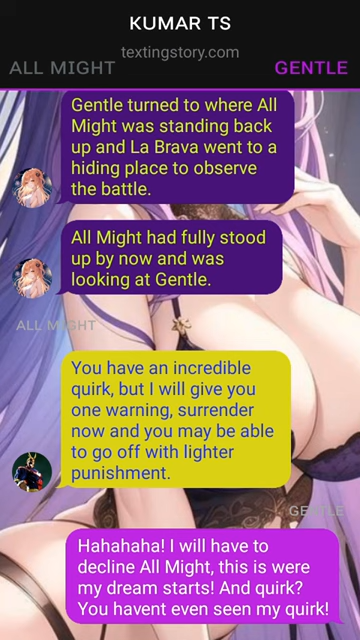 KUMAR TS
textingstory.com
ALL MIGHT
GENTLE
Gentle turned to where All
Might was standing back
up and La Brava went to a
hiding place to observe
the battle.
All Might had fully stood
up by now and was
looking at Gentle.
ALL MIGHT
You have an incredible
quirk, but I will give you
one warning, surrender
now and you may be able
to go off with lighter
punishment.
GENTLE
Hahahaha! I will have to
decline All Might, this is were
my dream starts! And quirk?
You havent even seen my quirk!